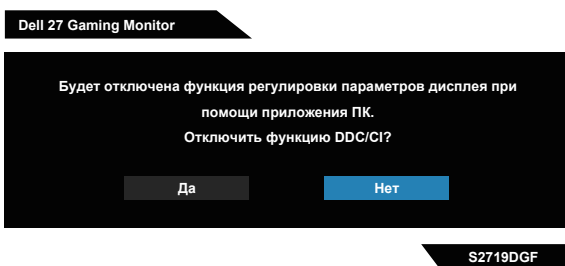 Dell 27 Gaming Monitor
Будет отключена функция регулировки параметров дисплея при
помощи приложения ПК.
Отключить функцию DDC/CI?
Да
Нет
S2719DGF